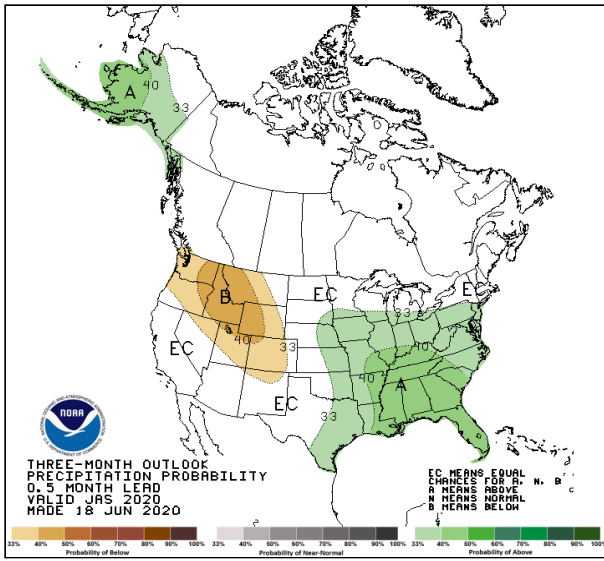 A
40
33
B
40
33
EC
EC
EC
EC
33
40
A
40
33
NATIONAL OCEANIC AND ATMOSPHERIC ADMINISTRATION
NOAA
U.S. DEPARTMENT OF COMMERCE
THREE-MONTH OUTLOOK
PRECIPITATION PROBABILITY
0.5 MONTH LEAD
VALID JAS 2020
MADE 18 JUN 2020
EC MEANS EQUAL
CHANCES FOR A, N, B
A MEANS ABOVE
N MEANS NORMAL
B MEANS BELOW
33% 40% 50% 60% 70% 80% 90% 100%
Probability of Below
33% 40% 50% 60% 70% 80% 90% 100%
Probability of Near-Normal
33% 40% 50% 60% 70% 80% 90% 100%
Probability of Above